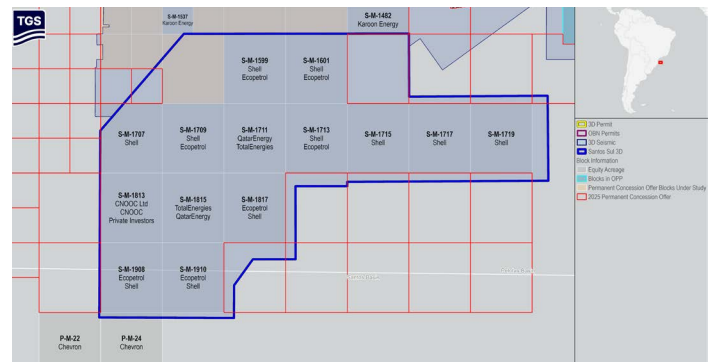 TGS
S-M-1537
Karoon Energy
S-M-1482
Karoon Energy
S-M-1599
Shell
Ecopetrol
S-M-1601
Shell
Ecopetrol
S-M-1707
Shell
S-M-1709
Shell
Ecopetrol
S-M-1711
QatarEnergy
TotalEnergies
S-M-1713
Shell
Ecopetrol
S-M-1715
Shell
S-M-1717
Shell
S-M-1719
Shell
S-M-1813
CNOOC Ltd
CNOOC
Private Investors
S-M-1815
TotalEnergies
QatarEnergy
S-M-1817
Ecopetrol
Shell
S-M-1908
Ecopetrol
Shell
S-M-1910
Ecopetrol
Shell
P-M-22
Chevron
P-M-24
Chevron
3D Permit
OBN Permits
3D Seismic
Santos Sul 3D
Block Information
Equity Acreage
Blocks in OPP
Permanent Concession Offer Blocks Under Study
2025 Permanent Concession Offer